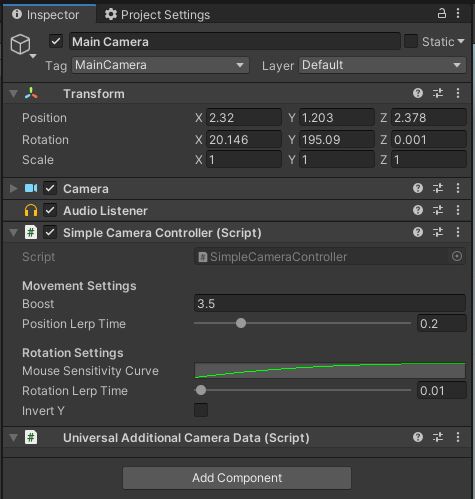 Inspector Project Settings
Main Camera Static
Tag MainCamera Layer Default
Transform
Position X 2.32 Y 1.203 Z 2.378
Rotation X 20.146 Y 195.09 Z 0.001
Scale X 1 Y 1 Z 1
Camera
Audio Listener
# Simple Camera Controller (Script)
Script # SimpleCameraController
Movement Settings
Boost 3.5
Position Lerp Time 0.2
Rotation Settings
Mouse Sensitivity Curve
Rotation Lerp Time 0.01
Invert Y
# Universal Additional Camera Data (Script)
Add Component